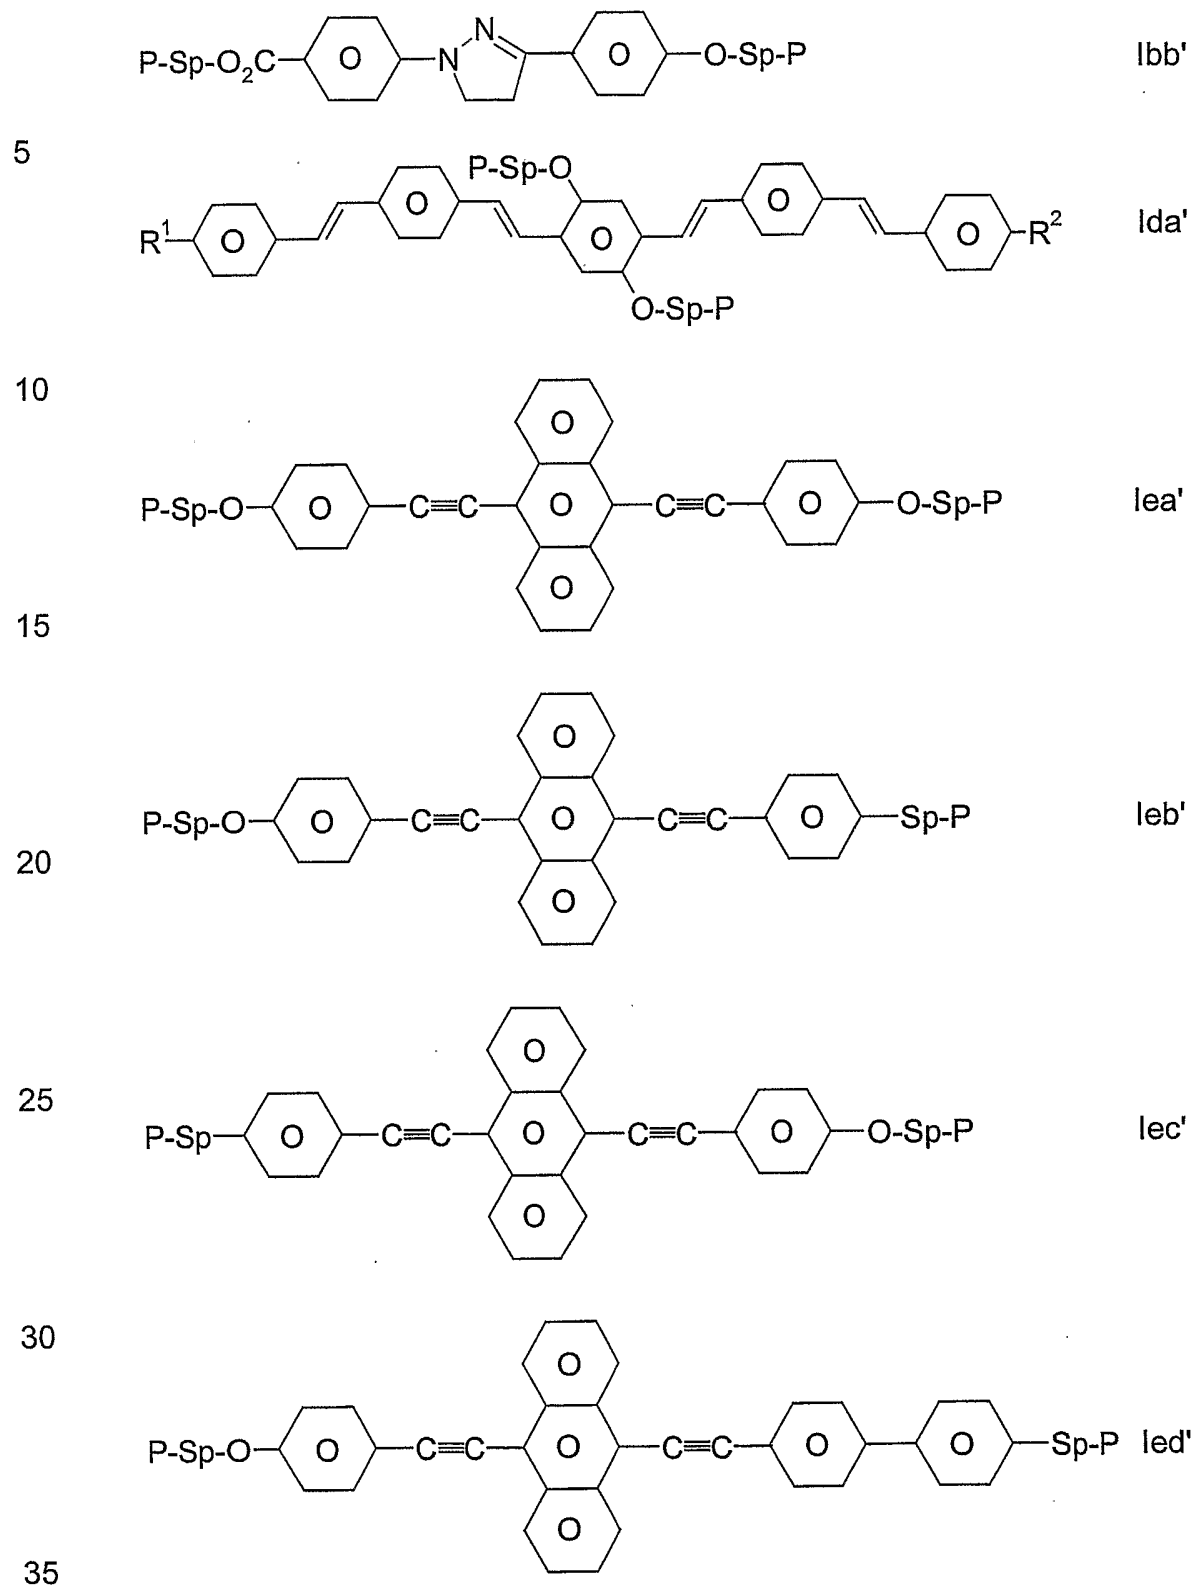 P-Sp-O2C O N N O O-Sp-P Ibb'
5
P-Sp-O
R1 O O O O O R2 Ida'
O-Sp-P
10
O
P-Sp-O O C≡C O C≡C O O-Sp-P Iea'
O
15
O
P-Sp-O O C≡C O C≡C O Sp-P Ieb'
20
O
O
25
P-Sp O C≡C O C≡C O O-Sp-P Iec'
O
30
O
P-Sp-O O C≡C O C≡C O O Sp-P Ied'
O
35